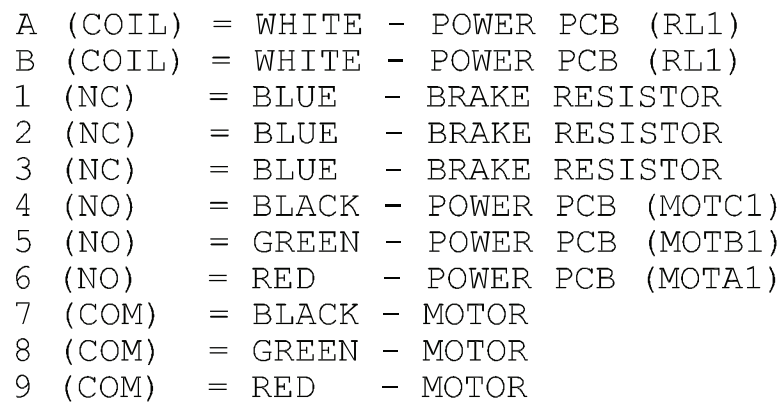 A (COIL) = WHITE - POWER PCB (RL1)
B (COIL) = WHITE - POWER PCB (RL1)
1 (NC) = BLUE - BRAKE RESISTOR
2 (NC) = BLUE - BRAKE RESISTOR
3 (NC) = BLUE - BRAKE RESISTOR
4 (NO) = BLACK - POWER PCB (MOTC1)
5 (NO) = GREEN - POWER PCB (MOTB1)
6 (NO) = RED - POWER PCB (MOTA1)
7 (COM) = BLACK - MOTOR
8 (COM) = GREEN - MOTOR
9 (COM) = RED - MOTOR